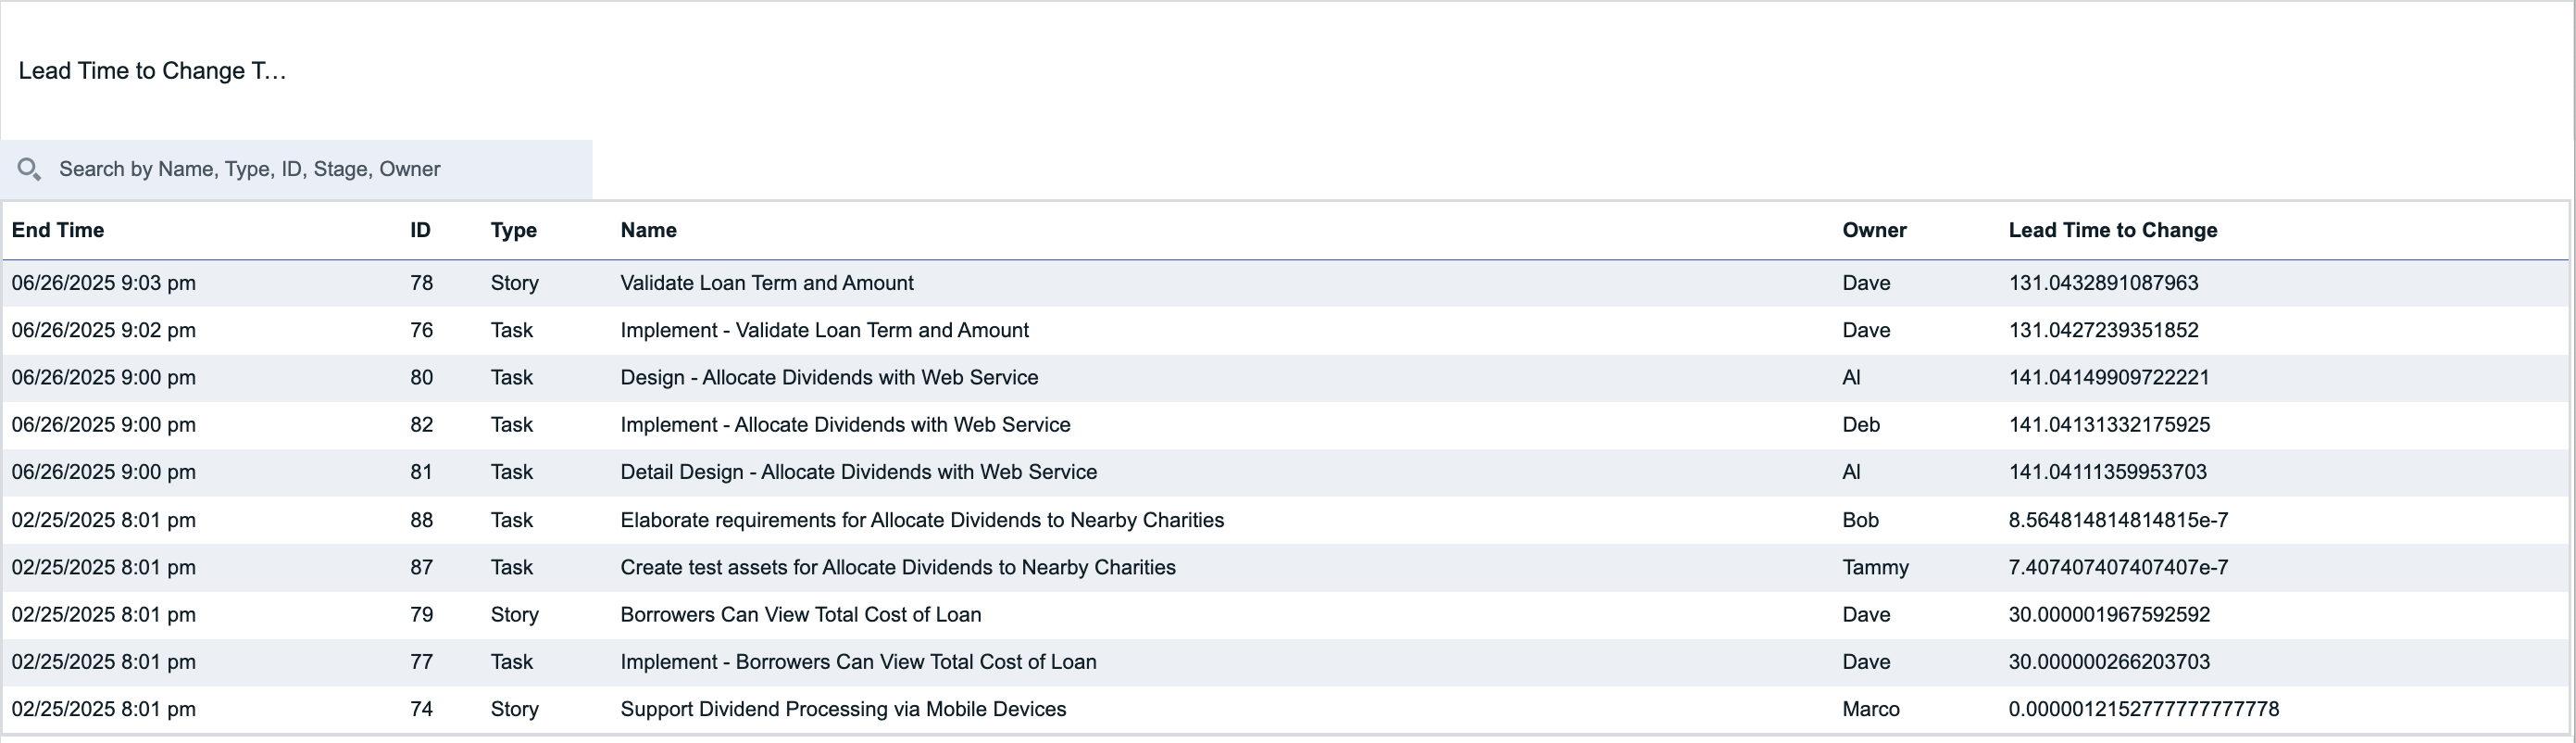 Lead Time to Change T...
Search by Name, Type, ID, Stage, Owner
End Time ID Type Name Owner Lead Time to Change
06/26/2025 9:03 pm 78 Story Validate Loan Term and Amount Dave 131.0432891087963
06/26/2025 9:02 pm 76 Task Implement - Validate Loan Term and Amount Dave 131.0427239351852
06/26/2025 9:00 pm 80 Task Design - Allocate Dividends with Web Service Al 141.04149909722221
06/26/2025 9:00 pm 82 Task Implement - Allocate Dividends with Web Service Deb 141.04131332175925
06/26/2025 9:00 pm 81 Task Detail Design - Allocate Dividends with Web Service Al 141.04111359953703
02/25/2025 8:01 pm 88 Task Elaborate requirements for Allocate Dividends to Nearby Charities Bob 8.564814814814815e-7
02/25/2025 8:01 pm 87 Task Create test assets for Allocate Dividends to Nearby Charities Tammy 7.407407407407407e-7
02/25/2025 8:01 pm 79 Story Borrowers Can View Total Cost of Loan Dave 30.000001967592592
02/25/2025 8:01 pm 77 Task Implement - Borrowers Can View Total Cost of Loan Dave 30.000000266203703
02/25/2025 8:01 pm 74 Story Support Dividend Processing via Mobile Devices Marco 0.0000012152777777777778